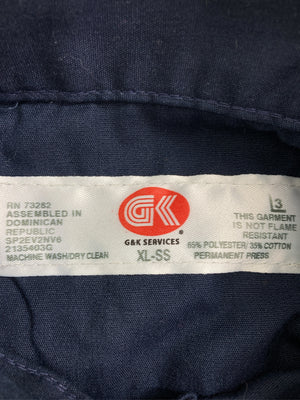 RN 73282
ASSEMBLED IN
DOMINICAN
REPUBLIC
SP2EV2NV6
2135403G
MACHINE WASH/DRY CLEAN
GK
G&K SERVICES
XL-SS
3
THIS GARMENT
IS NOT FLAME
RESISTANT
65% POLYESTER/35% COTTON
PERMANENT PRESS